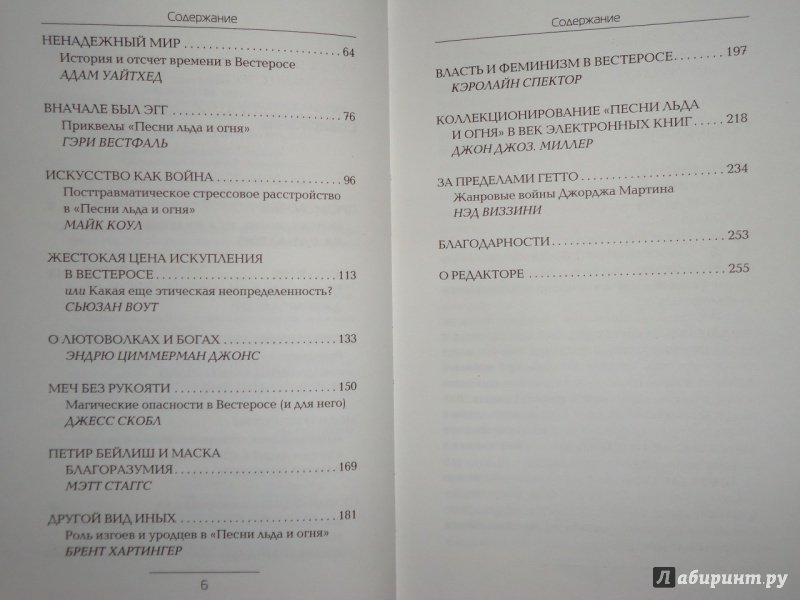 Содержание
НЕНАДЕЖНЫЙ МИР . . . . . . . . . . . . . . . . . . . . . . . . 64
История и отсчет времени в Вестеросе
АДАМ УАЙТХЕД
ВНАЧАЛЕ БЫЛ ЭГГ . . . . . . . . . . . . . . . . . . . . . . . . 76
Приквелы «Песни льда и огня»
ГЭРИ ВЕСТФАЛЬ
ИСКУССТВО КАК ВОЙНА . . . . . . . . . . . . . . . . . . . . 96
Посттравматическое стрессовое расстройство
в «Песни льда и огня»
МАЙК КОУЛ
ЖЕСТОКАЯ ЦЕНА ИСКУПЛЕНИЯ
В ВЕСТЕРОСЕ . . . . . . . . . . . . . . . . . . . . . . . . . . . 113
или Какая еще этическая неопределенность?
СЬЮЗАН ВОУТ
О ЛЮТОВОЛКАХ И БОГАХ . . . . . . . . . . . . . . . . . . 133
ЭНДРЮ ЦИММЕРМАН ДЖОНС
МЕЧ БЕЗ РУКОЯТИ . . . . . . . . . . . . . . . . . . . . . . . . 150
Магические опасности в Вестеросе (и для него)
ДЖЕСС СКОБЛ
ПЕТИР БЕЙЛИШ И МАСКА
БЛАГОРАЗУМИЯ. . . . . . . . . . . . . . . . . . . . . . . . . 169
МЭТТ СТАГГС
ДРУГОЙ ВИД ИНЫХ . . . . . . . . . . . . . . . . . . . . . . . 181
Роль изгоев и уродцев в «Песни льда и огня»
БРЕНТ ХАРТИНГЕР
6
Содержание
ВЛАСТЬ И ФЕМИНИЗМ В ВЕСТЕРОСЕ. . . . . . . . 197
КЭРОЛАЙН СПЕКТОР
КОЛЛЕКЦИОНИРОВАНИЕ «ПЕСНИ ЛЬДА
И ОГНЯ» В ВЕК ЭЛЕКТРОННЫХ КНИГ. . . . . 218
ДЖОН ДЖОЗ. МИЛЛЕР
ЗА ПРЕДЕЛАМИ ГЕТТО . . . . . . . . . . . . . . . . . . . . . 234
Жанровые войны Джорджа Мартина
НЭД ВИЗЗИНИ
БЛАГОДАРНОСТИ . . . . . . . . . . . . . . . . . . . . . . . . . 253
О РЕДАКТОРЕ . . . . . . . . . . . . . . . . . . . . . . . . . . . . 255
Лабиринт.ру